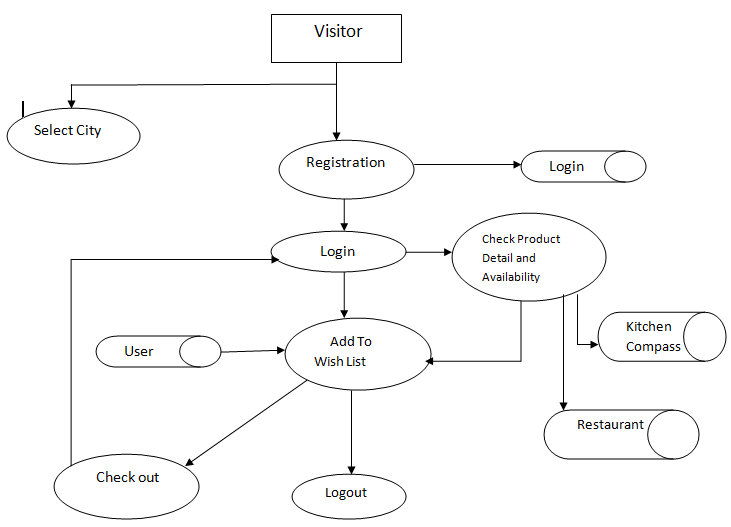 Visitor
Select City
Registration
Login
Login
Check Product
Detail and
Availability
Kitchen
Compass
User
Add To
Wish List
Restaurant
Check out
Logout